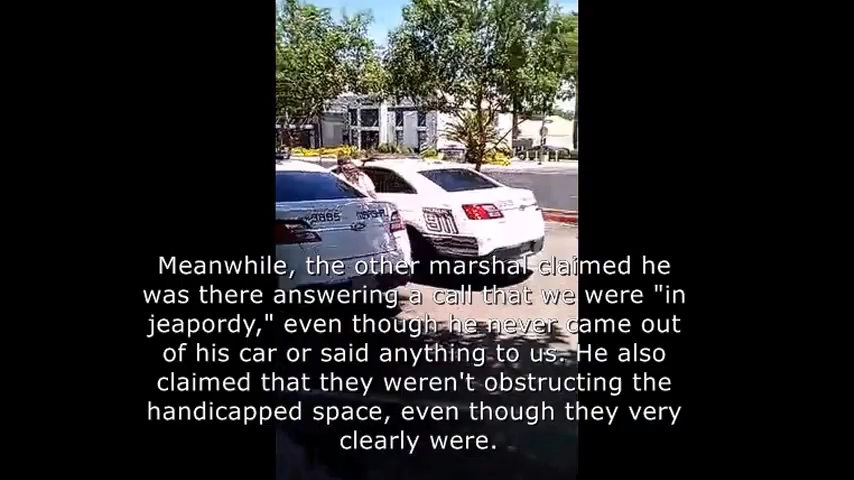 3885 MARSHAL
911
Meanwhile, the other marshal claimed he
was there answering a call that we were "in
jeapordy," even though he never came out
of his car or said anything to us. He also
claimed that they weren't obstructing the
handicapped space, even though they very
clearly were.